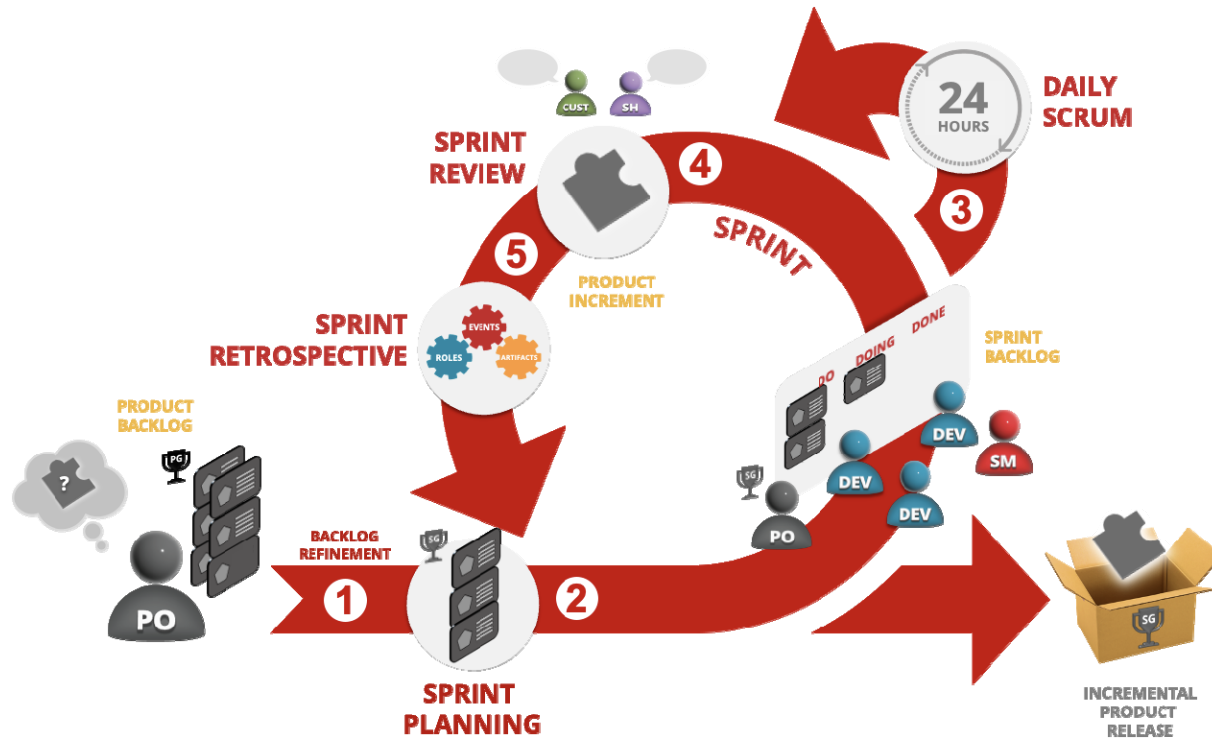 CUST
SH
24
HOURS
DAILY
SCRUM
SPRINT
REVIEW
4
3
SPRINT
5
PRODUCT
INCREMENT
SPRINT
RETROSPECTIVE
EVENTS
ROLES
ARTIFACTS
DO
DOING
DONE
SPRINT
BACKLOG
PRODUCT
BACKLOG
PG
?
PO
BACKLOG
REFINEMENT
1
SG
2
SPRINT
PLANNING
SG
PO
DEV
DEV
DEV
SM
SG
INCREMENTAL
PRODUCT
RELEASE